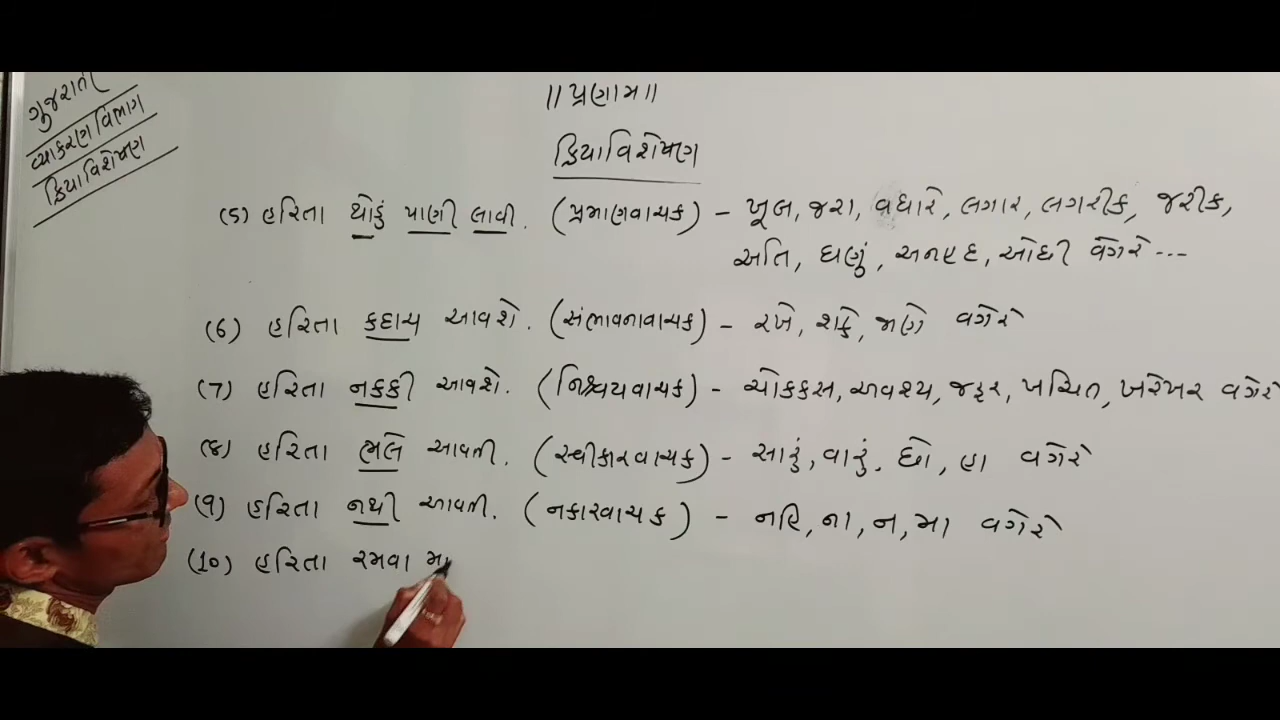 ગુજરાતી
વ્યાકરણ વિભાગ
ક્રિયાવિશેષણ
।। પ્રણામ ।।
ક્રિયાવિશેષણ
(5) હરિતા થોડું પાણી લાવી. (પ્રમાણવાચક) - ખૂબ, જરા, વધારે, લગાર, લગરીક, જરીક,
અતિ, ઘણું, અનહદ, ઓછી વગેરે ---
(6) હરિતા કદાચ આવશે. (સંભાવનાવાચક) - રખે, શકે, જાણે વગેરે
(7) હરિતા નક્કી આવશે. (નિશ્ચયવાચક) - ચોક્કસ, અવશ્ય, જરૂર, ખચિત, ખરેખર વગેરે
(8) હરિતા ભલે આવતી. (સ્વીકારવાચક) - સારું, વારું, છો, હા વગેરે
(9) હરિતા નથી આવતી. (નકારવાચક) - નહિ, ના, ન, મા વગેરે
(10) હરિતા રમવા મા